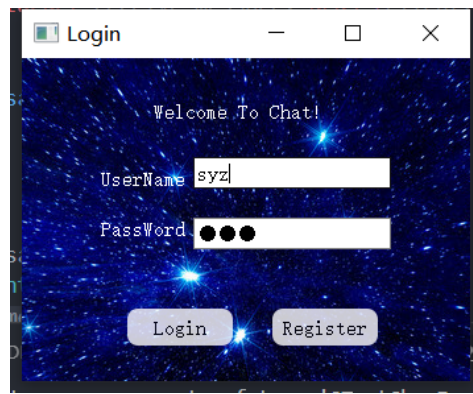 Login
Welcome To Chat!
UserName syz
PassWord ●●●
Login Register